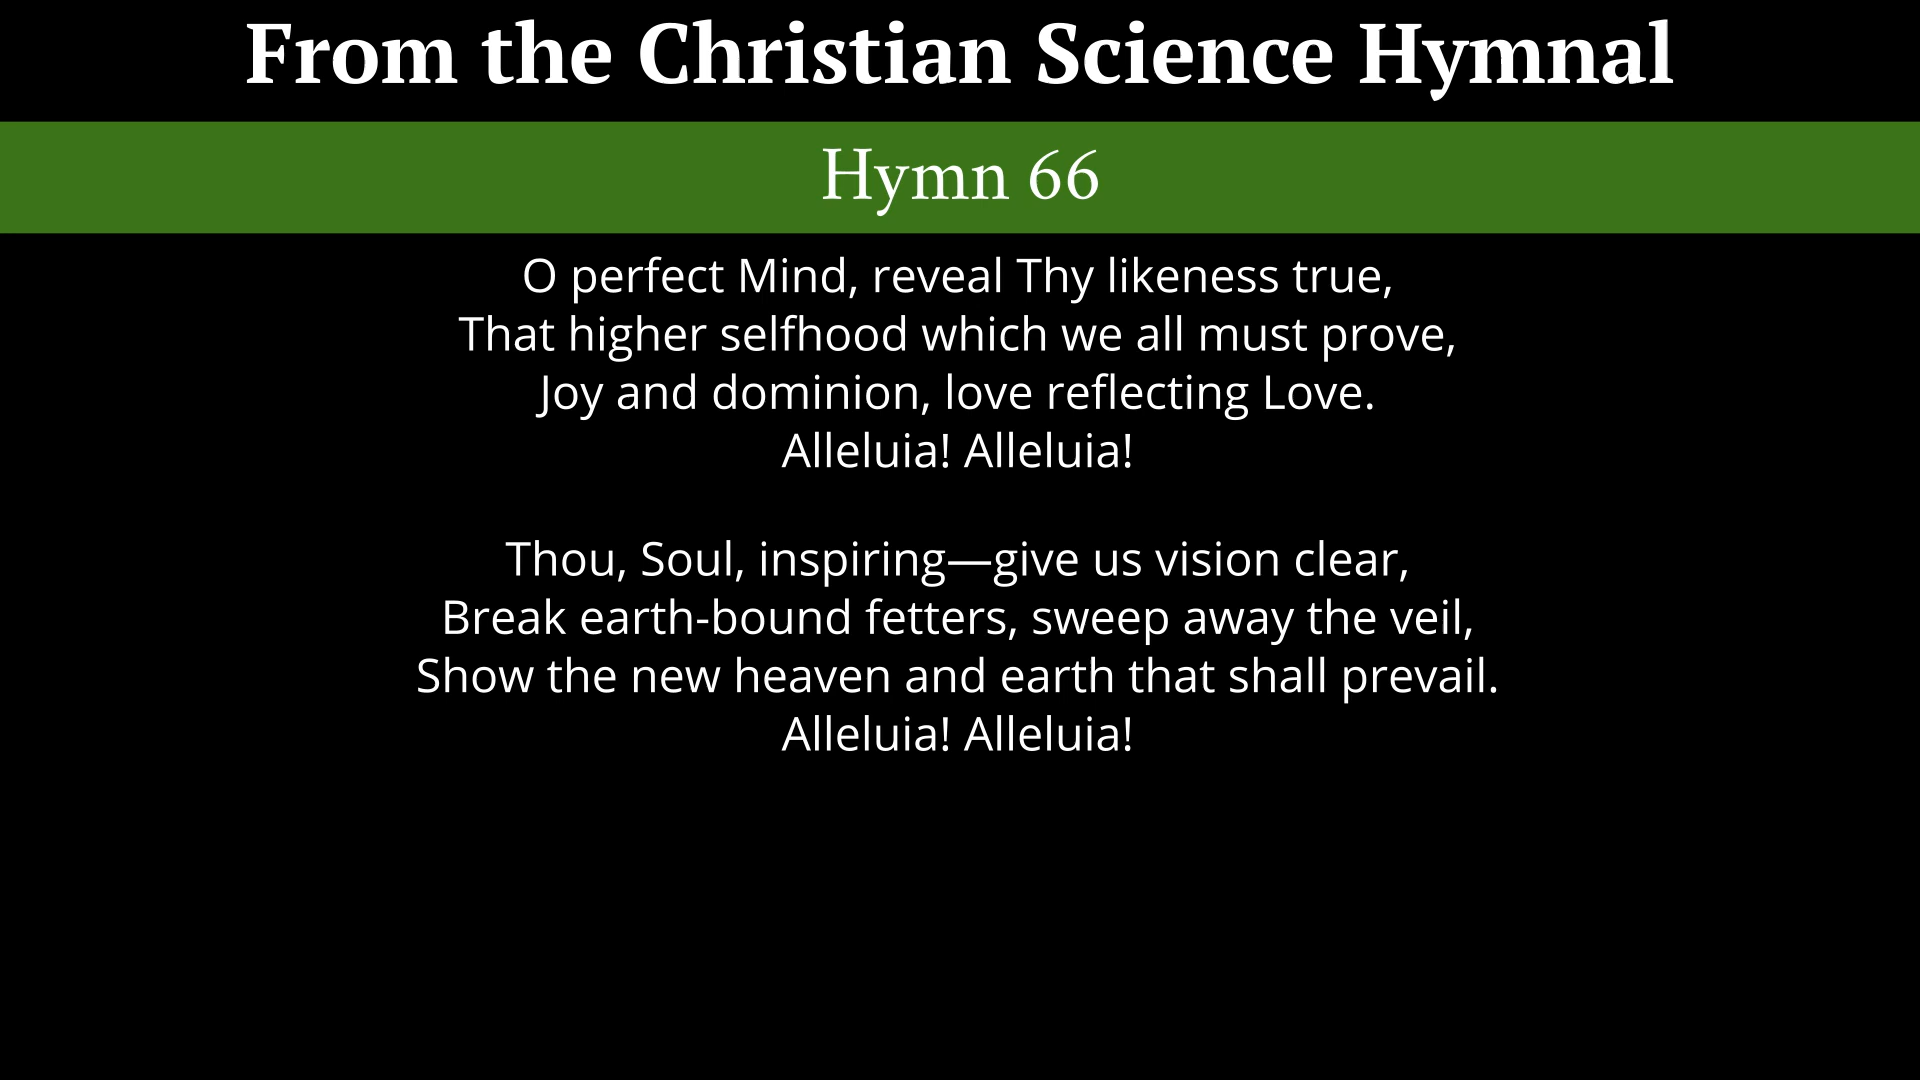 From the Christian Science Hymnal
Hymn 66
O perfect Mind, reveal Thy likeness true,
That higher selfhood which we all must prove,
Joy and dominion, love reflecting Love.
Alleluia! Alleluia!
Thou, Soul, inspiring—give us vision clear,
Break earth-bound fetters, sweep away the veil,
Show the new heaven and earth that shall prevail.
Alleluia! Alleluia!